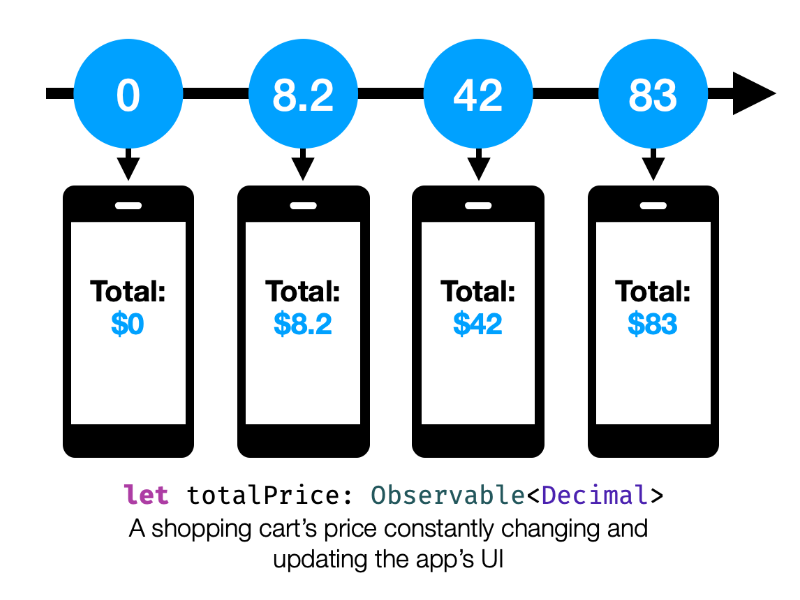 0 8.2 42 83
Total: Total: Total: Total:
$0 $8.2 $42 $83
let totalPrice: Observable<Decimal>
A shopping cart’s price constantly changing and
updating the app’s UI